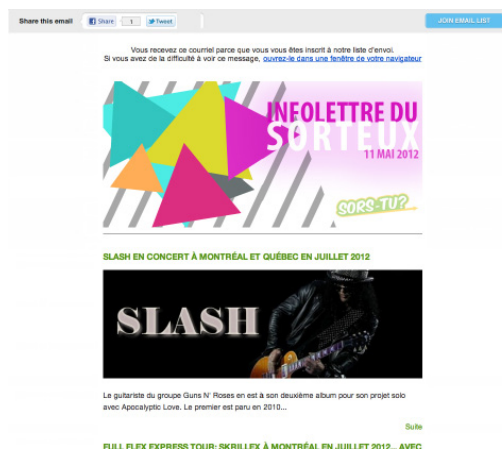 Share this email Share 1 Tweet JOIN EMAIL LIST
Vous recevez ce courriel parce que vous vous êtes inscrit à notre liste d'envoi.
Si vous avez de la difficulté à voir ce message, ouvrez-le dans une fenêtre de votre navigateur
INFOLETTRE DU
SORTEUX
11 MAI 2012
SORS-TU?
SLASH EN CONCERT À MONTRÉAL ET QUÉBEC EN JUILLET 2012
SLASH
Le guitariste du groupe Guns N' Roses en est à son deuxième album pour son projet solo
avec Apocalyptic Love. Le premier est paru en 2010...
Suite
FULL FLEX EXPRESS TOUR: SKRILLEX À MONTRÉAL EN JUILLET 2012... AVEC